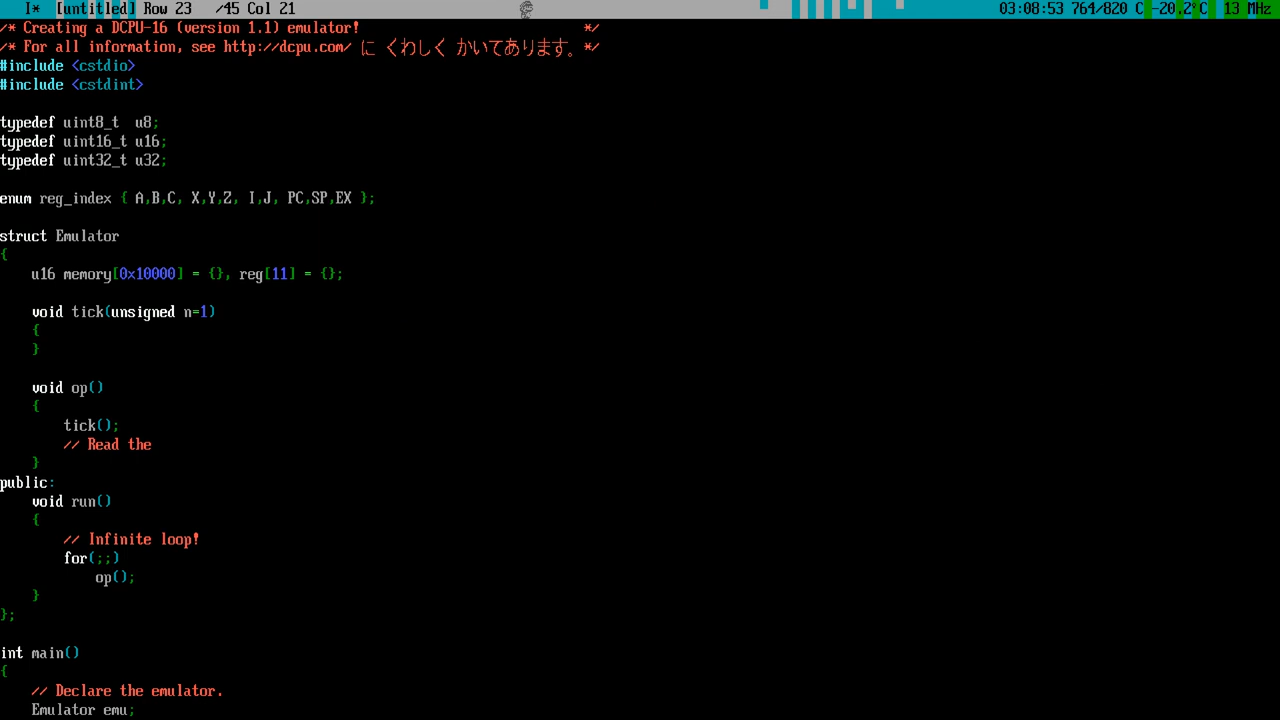 I* [untitled] Row 23 /45 Col 21 03:08:53 764/820 C -20,2°C 13 MHz
/* Creating a DCPU-16 (version 1.1) emulator! */
/* For all information, see http://dcpu.com/ に くわしく かいてあります。 */
#include <cstdio>
#include <cstdint>
typedef uint8_t u8;
typedef uint16_t u16;
typedef uint32_t u32;
enum reg_index { A,B,C, X,Y,Z, I,J, PC,SP,EX };
struct Emulator
{
u16 memory[0x10000] = {}, reg[11] = {};
void tick(unsigned n=1)
{
}
void op()
{
tick();
// Read the
}
public:
void run()
{
// Infinite loop!
for(;;)
op();
}
};
int main()
{
// Declare the emulator.
Emulator emu;